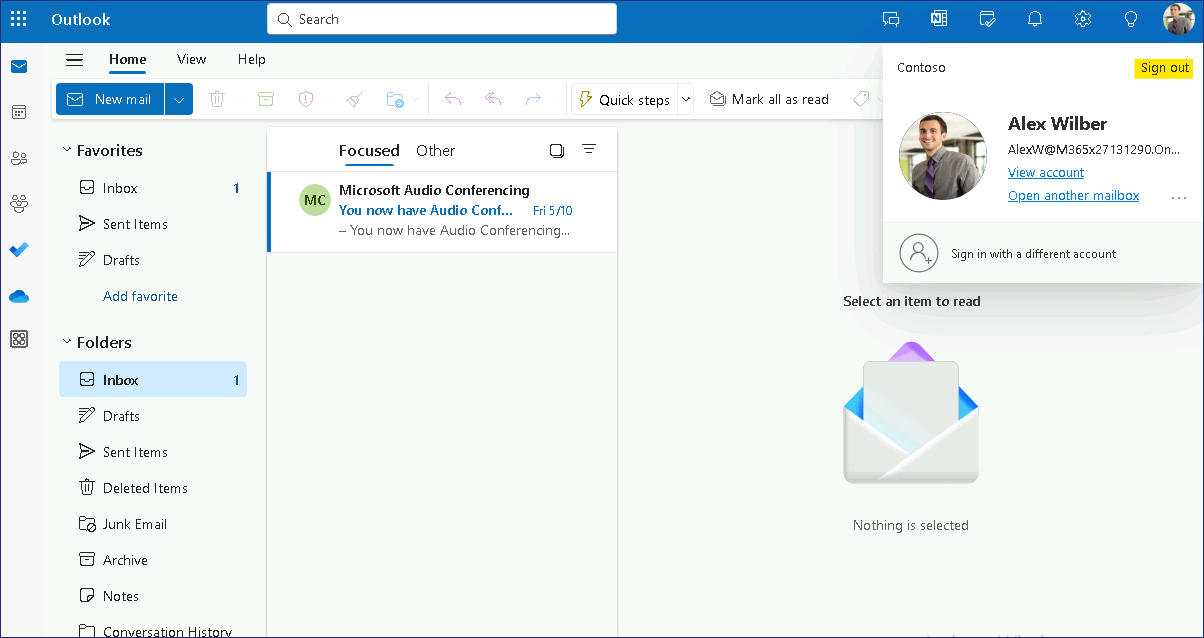 Outlook
Search
Home View Help
Contoso
Sign out
New mail
Quick steps
Mark all as read
Alex Wilber
AlexW@M365x27131290.On...
View account
Open another mailbox
Sign in with a different account
Favorites
Inbox 1
Sent Items
Drafts
Add favorite
Folders
Inbox 1
Drafts
Sent Items
Deleted Items
Junk Email
Archive
Notes
Conversation History
Focused Other
MC
Microsoft Audio Conferencing
You now have Audio Conf... Fri 5/10
– You now have Audio Conferencing...
Select an item to read
Nothing is selected